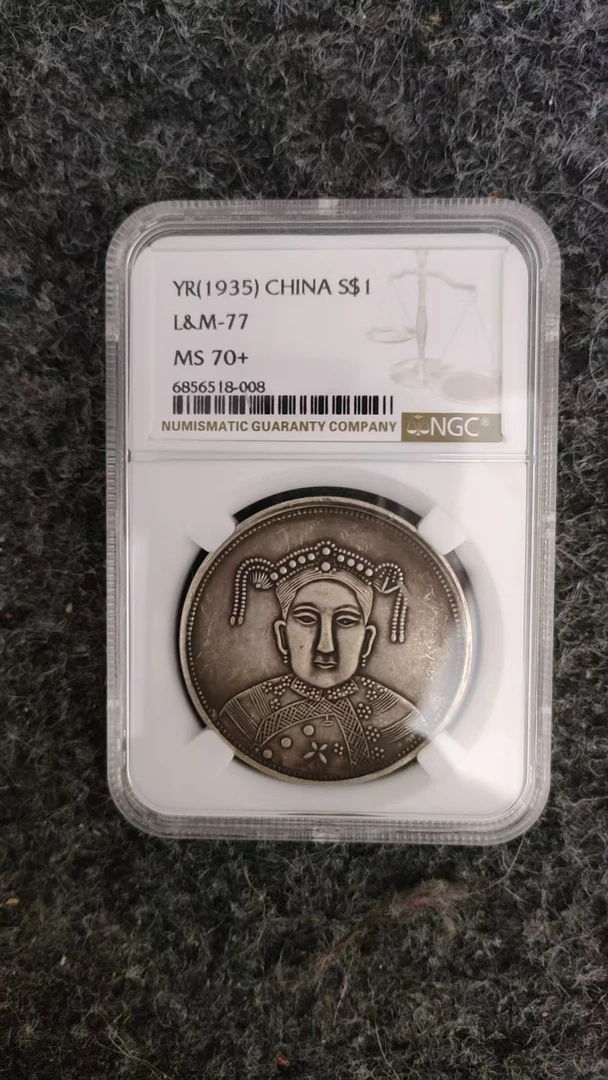 YR(1935) CHINA S$1
L&M-77
MS 70+
6856518-008
NUMISMATIC GUARANTY COMPANY NGC®